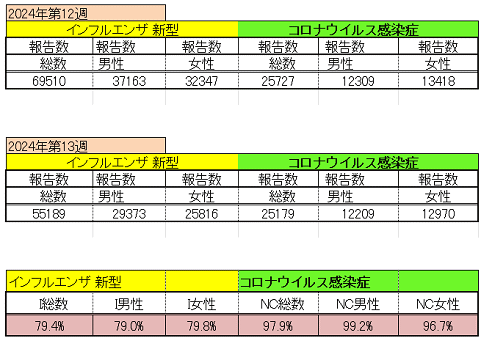 2024年第12週
インフルエンザ 新型 コロナウイルス感染症
報告数 報告数 報告数 報告数 報告数 報告数
総数 男性 女性 総数 男性 女性
69510 37163 32347 25727 12309 13418
2024年第13週
インフルエンザ 新型 コロナウイルス感染症
報告数 報告数 報告数 報告数 報告数 報告数
総数 男性 女性 総数 男性 女性
55189 29373 25816 25179 12209 12970
インフルエンザ 新型 コロナウイルス感染症
I総数 I男性 I女性 NC総数 NC男性 NC女性
79.4% 79.0% 79.8% 97.9% 99.2% 96.7%